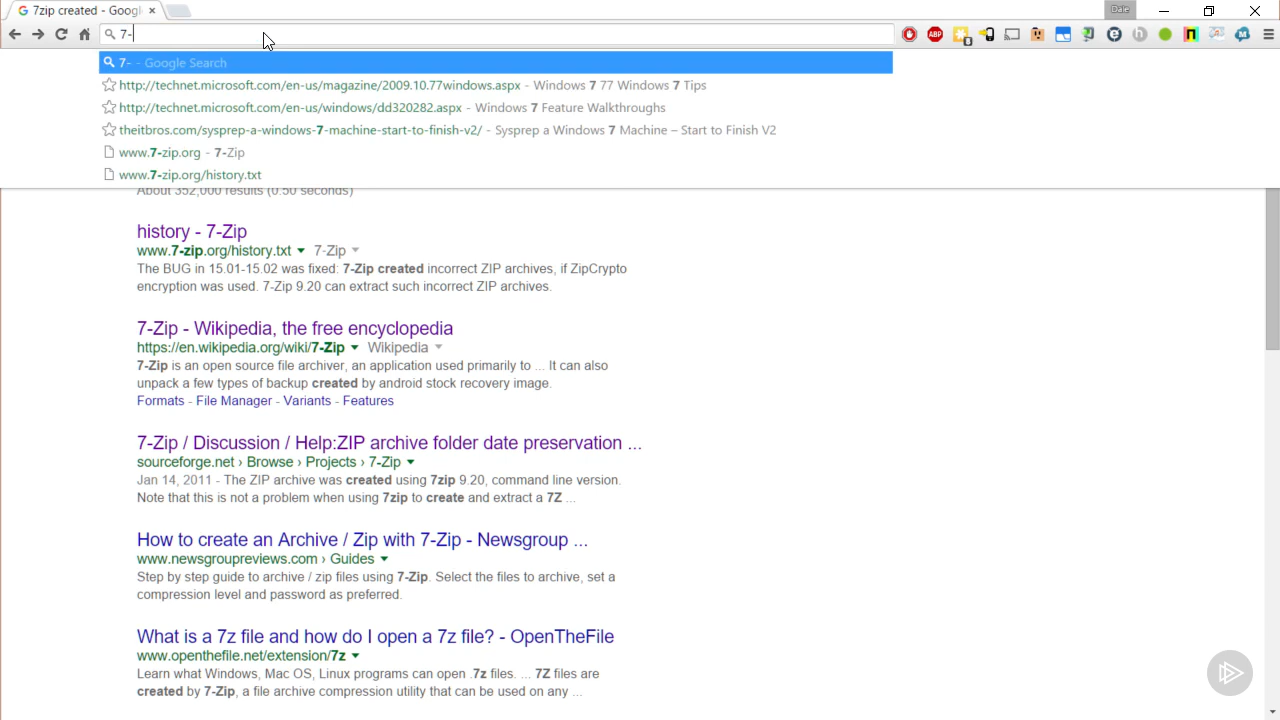 7zip created - Googl
Dale
7-
7- - Google Search
http://technet.microsoft.com/en-us/magazine/2009.10.77windows.aspx - Windows 7 77 Windows 7 Tips
http://technet.microsoft.com/en-us/windows/dd320282.aspx - Windows 7 Feature Walkthroughs
theitbros.com/sysprep-a-windows-7-machine-start-to-finish-v2/ - Sysprep a Windows 7 Machine – Start to Finish V2
www.7-zip.org - 7-Zip
www.7-zip.org/history.txt
About 352,000 results (0.50 seconds)
history - 7-Zip
www.7-zip.org/history.txt 7-Zip
The BUG in 15.01-15.02 was fixed: 7-Zip created incorrect ZIP archives, if ZipCrypto
encryption was used. 7-Zip 9.20 can extract such incorrect ZIP archives.
7-Zip - Wikipedia, the free encyclopedia
https://en.wikipedia.org/wiki/7-Zip Wikipedia
7-Zip is an open source file archiver, an application used primarily to ... It can also
unpack a few types of backup created by android stock recovery image.
Formats - File Manager - Variants - Features
7-Zip / Discussion / Help:ZIP archive folder date preservation ...
sourceforge.net › Browse › Projects › 7-Zip
Jan 14, 2011 - The ZIP archive was created using 7zip 9.20, command line version.
Note that this is not a problem when using 7zip to create and extract a 7Z ...
How to create an Archive / Zip with 7-Zip - Newsgroup ...
www.newsgroupreviews.com › Guides
Step by step guide to archive / zip files using 7-Zip. Select the files to archive, set a
compression level and password as preferred.
What is a 7z file and how do I open a 7z file? - OpenTheFile
www.openthefile.net/extension/7z
Learn what Windows, Mac OS, Linux programs can open .7z files. ... 7Z files are
created by 7-Zip, a file archive compression utility that can be used on any ...